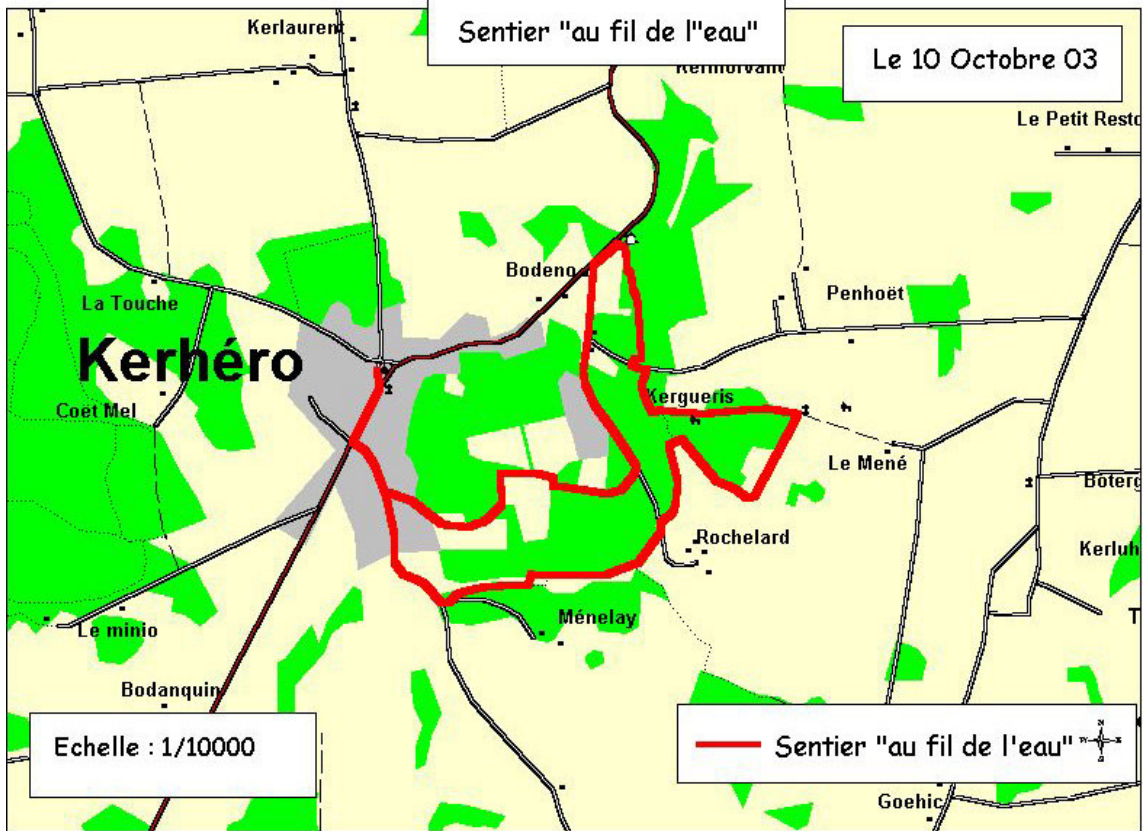 Sentier "au fil de l"eau"
Le 10 Octobre 03
Kerlaurent
Kermorvant
Le Petit Resto
Bodeno
La Touche
Penhoët
Kerhéro
Coët Mel
Kergueris
Le Mené
Boterg
Rochelard
Kerluh
Ménelay
T
Le minio
Bodanquin
Echelle : 1/10000
Sentier "au fil de l'eau"
N
W E
S
Goehic